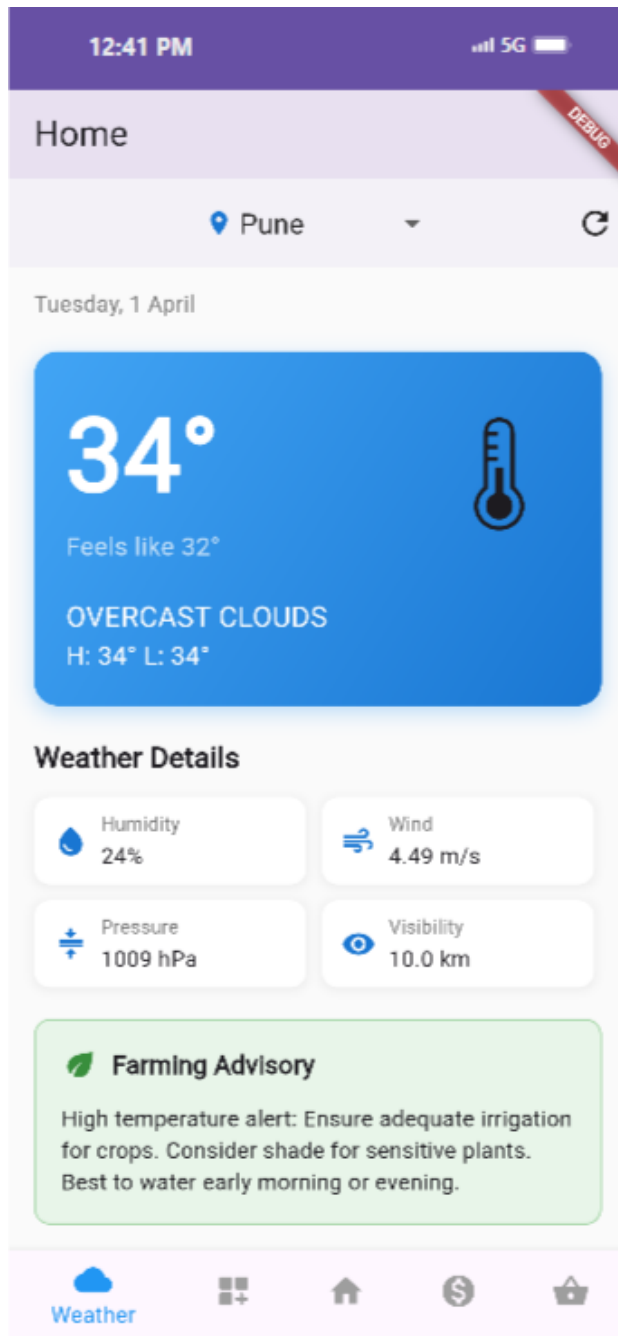 12:41 PM
5G
Home
DEBUG
Pune
Tuesday, 1 April
34°
Feels like 32°
OVERCAST CLOUDS
H: 34° L: 34°
Weather Details
Humidity
24%
Wind
4.49 m/s
Pressure
1009 hPa
Visibility
10.0 km
Farming Advisory
High temperature alert: Ensure adequate irrigation
for crops. Consider shade for sensitive plants.
Best to water early morning or evening.
Weather